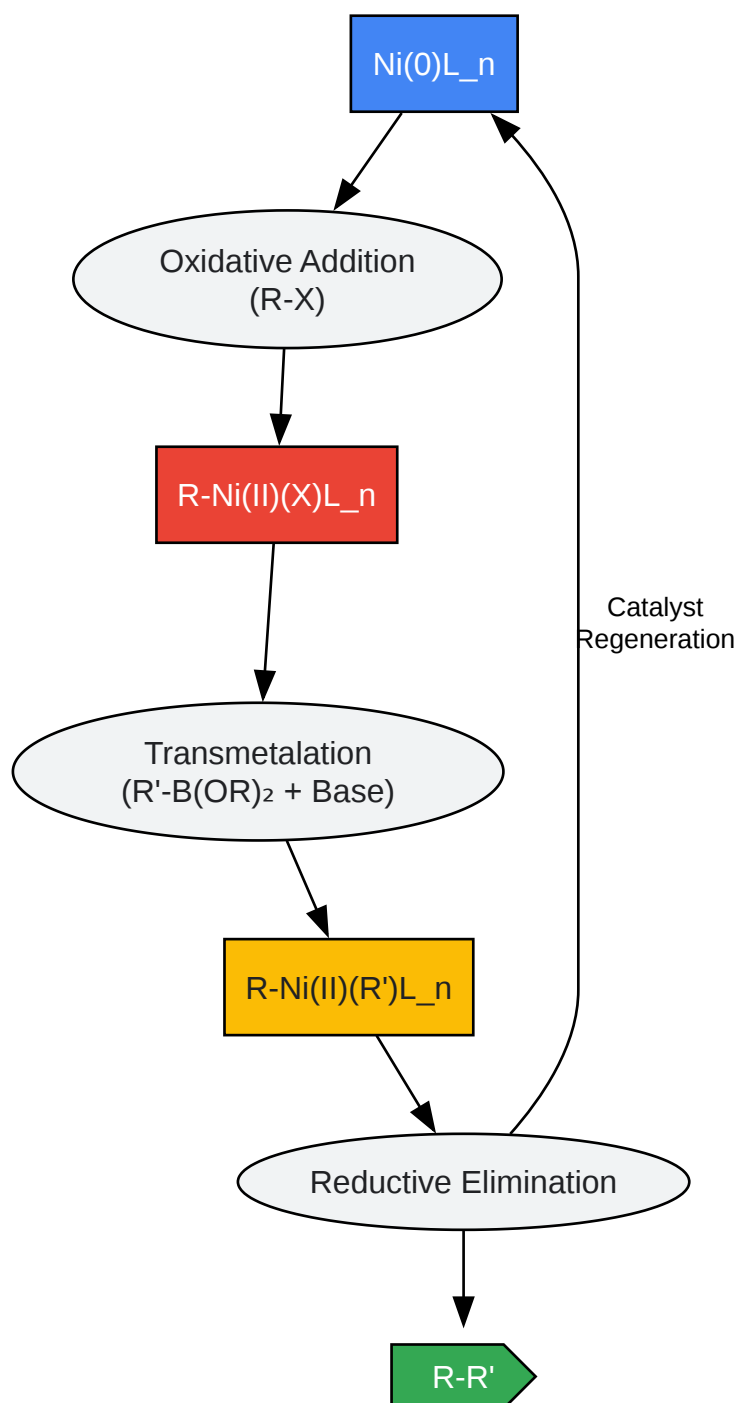 Ni(0)L_n
Oxidative Addition
(R-X)
R-Ni(II)(X)L_n
Catalyst
Regeneration
Transmetalation
(R'-B(OR)₂ + Base)
R-Ni(II)(R')L_n
Reductive Elimination
R-R'